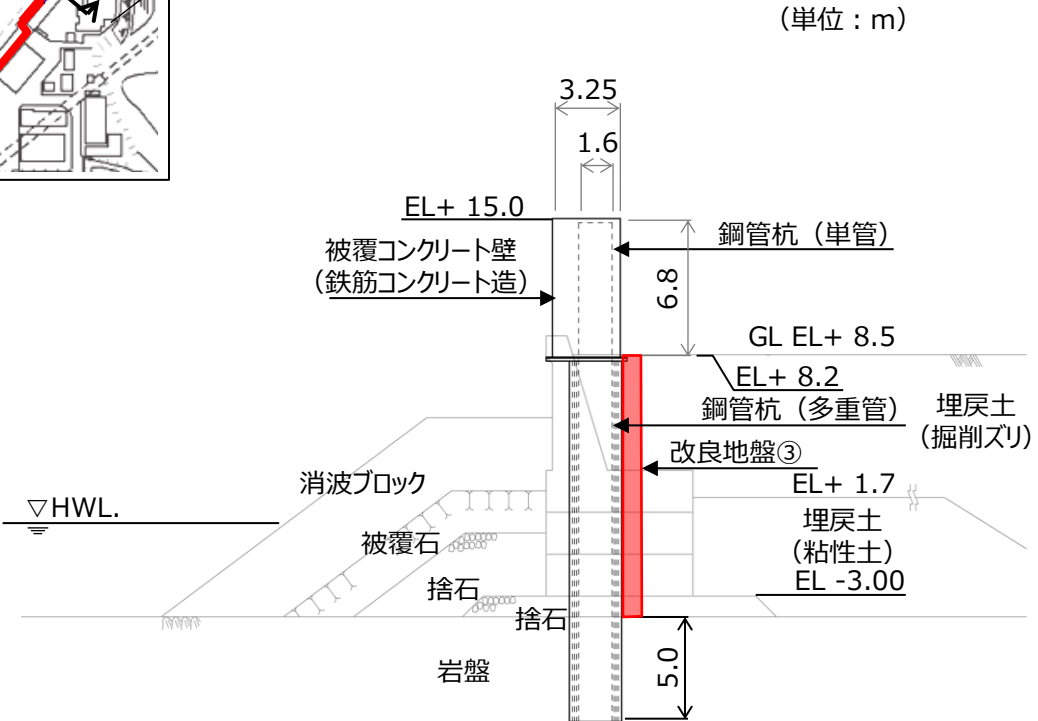 （単位：m）
3.25
1.6
EL+ 15.0
鋼管杭（単管）
被覆コンクリート壁
（鉄筋コンクリート造）
6.8
GL EL+ 8.5
EL+ 8.2
鋼管杭（多重管）
埋戻土
（掘削ズリ）
改良地盤③
消波ブロック
EL+ 1.7
▽HWL.
埋戻土
（粘性土）
被覆石
EL -3.00
捨石
捨石
岩盤
5.0